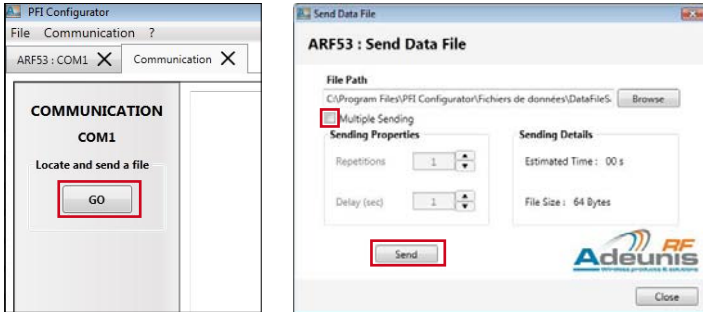 PFI Configurator
File Communication ?
ARF53 : COM1 Communication
COMMUNICATION
COM1
Locate and send a file
GO
Send Data File
ARF53 : Send Data File
File Path
C:\Program Files\PFI Configurator\Fichiers de données\DataFileS Browse
Multiple Sending
Sending Properties Sending Details
Repetitions 1 Estimated Time : 00 s
Delay (sec) 1 File Size : 64 Bytes
Send
Adeunis RF
Wireless products & solutions
Close